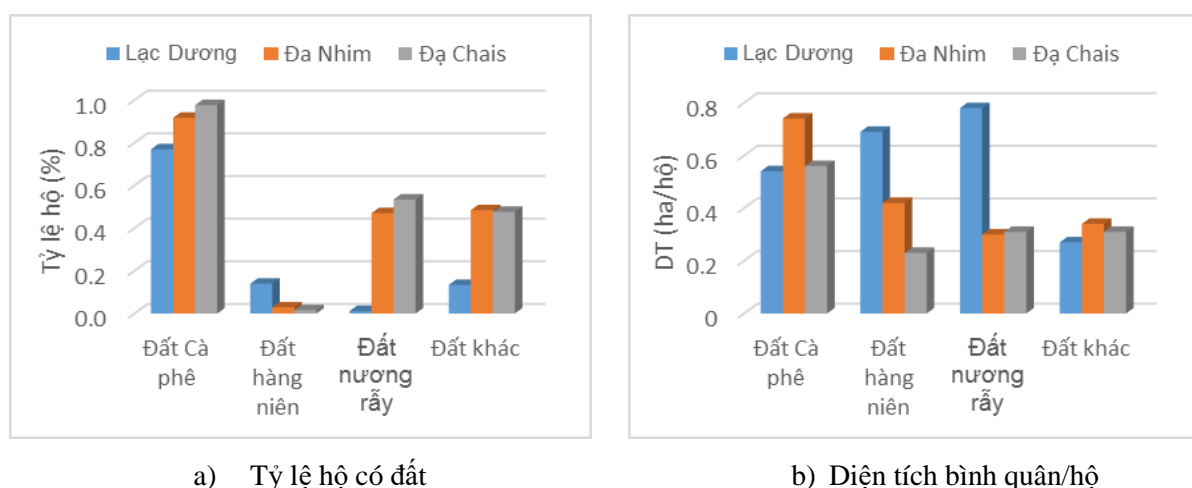 Lạc Dương Đa Nhim Đạ Chais
Tỷ lệ hộ (%)
1.0
0.8
0.6
0.4
0.2
0.0
Đất Cà
phê
Đất
hàng
niên
Đất
nương
rẫy
Đất khác
a) Tỷ lệ hộ có đất
Lạc Dương Đa Nhim Đạ Chais
DT (ha/hộ)
0.8
0.6
0.4
0.2
0
Đất Cà
phê
Đất
hàng
niên
Đất
nương
rẫy
Đất khác
b) Diện tích bình quân/hộ